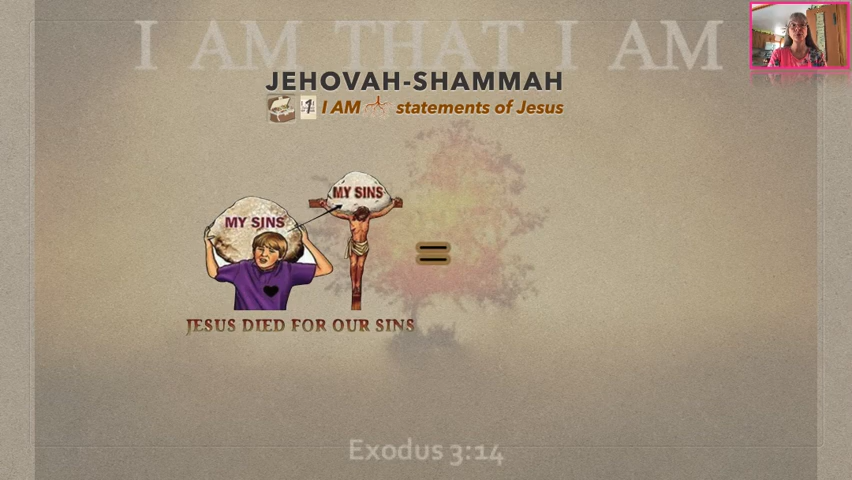 I AM THAT I AM
JEHOVAH-SHAMMAH
1 I AM statements of Jesus
MY SINS
MY SINS
JESUS DIED FOR OUR SINS
=
Exodus 3:14